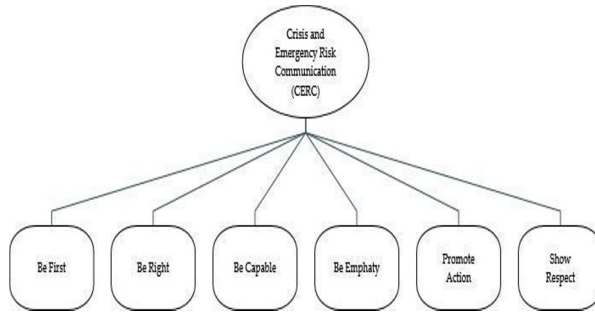 Crisis and
Emergency Risk
Communication
(CERC)
Be First
Be Right
Be Capable
Be Emphaty
Promote
Action
Show
Respect